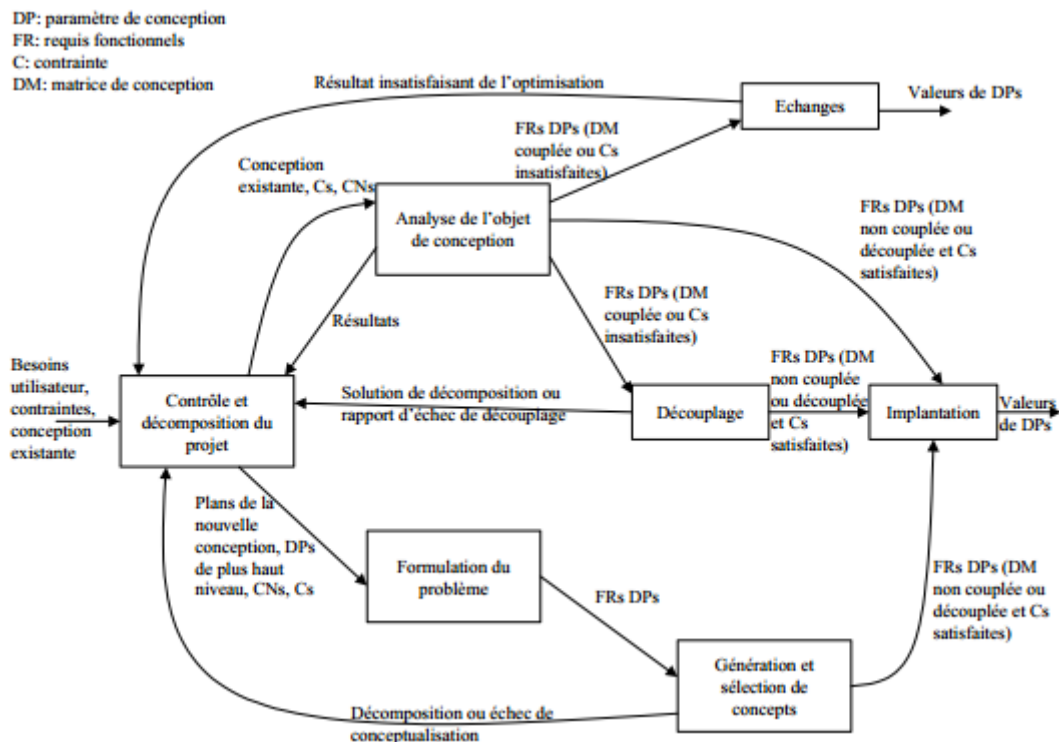 DP: paramètre de conception
FR: requis fonctionnels
C: contrainte
DM: matrice de conception
Résultat insatisfaisant de l'optimisation
Echanges
Valeurs de DPs
FRs DPs (DM
couplée ou Cs
insatisfaites)
Conception
existante, Cs, CNs
Analyse de l'objet
de conception
FRs DPs (DM
non couplée ou
découplée et Cs
satisfaites)
FRs DPs (DM
couplée ou Cs
insatisfaites)
Résultats
Besoins
utilisateur,
contraintes,
conception
existante
Contrôle et
décomposition du
projet
Solution de décomposition ou
rapport d'échec de découplage
Découplage
FRs DPs (DM
non couplée
ou découplée
et Cs
satisfaites)
Implantation
Valeurs
de DPs
Plans de la
nouvelle
conception, DPs
de plus haut
niveau, CNs, Cs
Formulation du
problème
FRs DPs
FRs DPs (DM
non couplée ou
découplée et Cs
satisfaites)
Génération et
sélection de
concepts
Décomposition ou échec de
conceptualisation